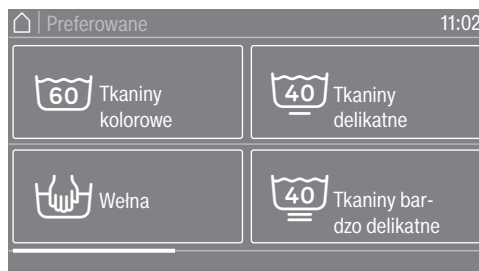 Preferowane
11:02
60 Tkaniny
kolorowe
40 Tkaniny
delikatne
Wełna
40 Tkaniny bar-
dzo delikatne